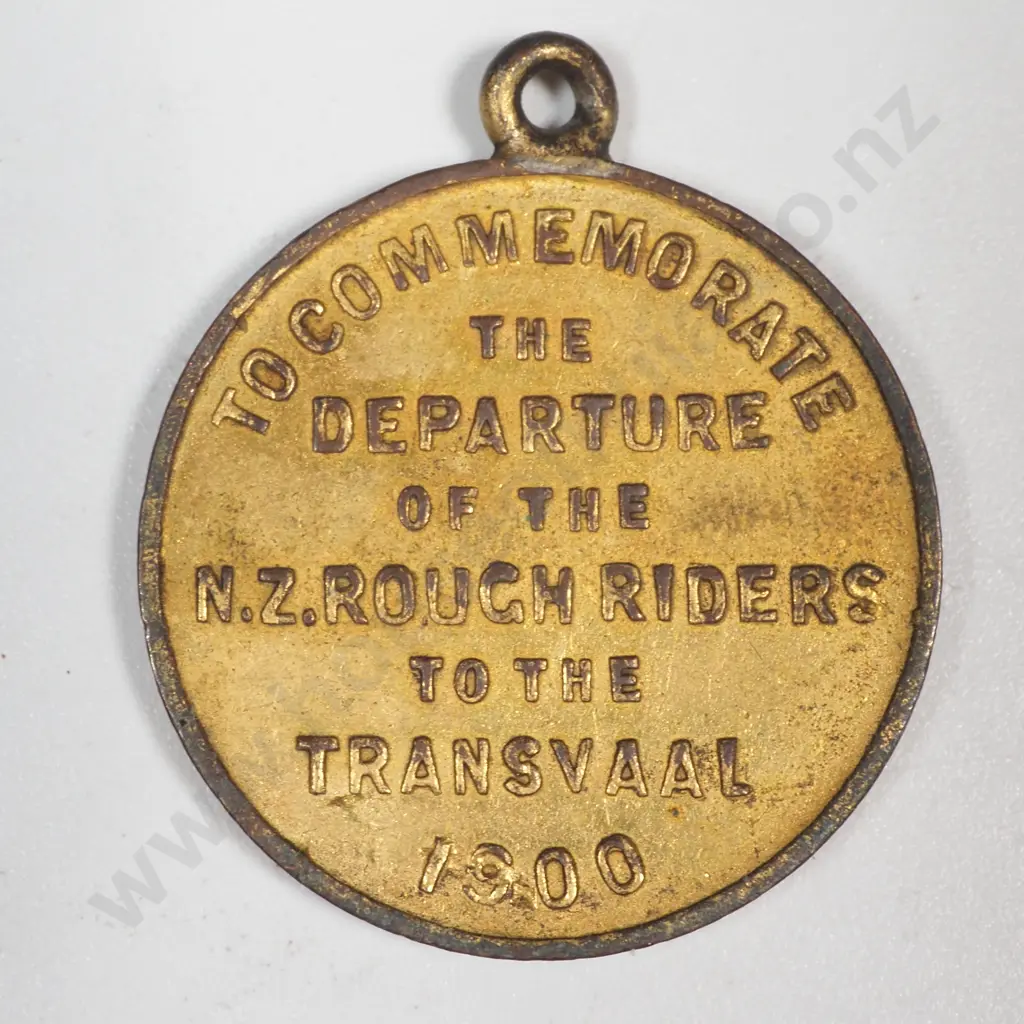 TO COMMEMORATE
THE
DEPARTURE
OF THE
N.Z. ROUGH RIDERS
TO THE
TRANSVAAL
1900